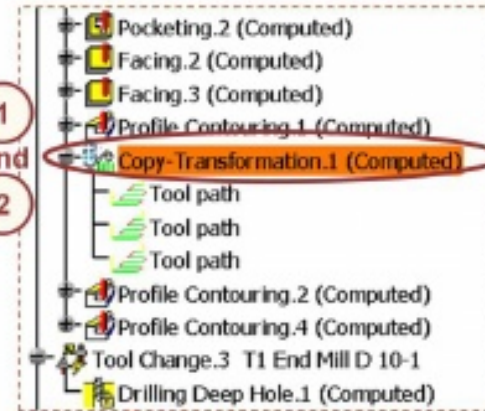 Pocketing.2 (Computed)
Facing.2 (Computed)
Facing.3 (Computed)
1
Profile Contouring.1 (Computed)
nd
Copy-Transformation.1 (Computed)
Tool path
2
Tool path
Tool path
Profile Contouring.2 (Computed)
Profile Contouring.4 (Computed)
Tool Change.3 T1 End Mill D 10-1
Drilling Deep Hole.1 (Computed)